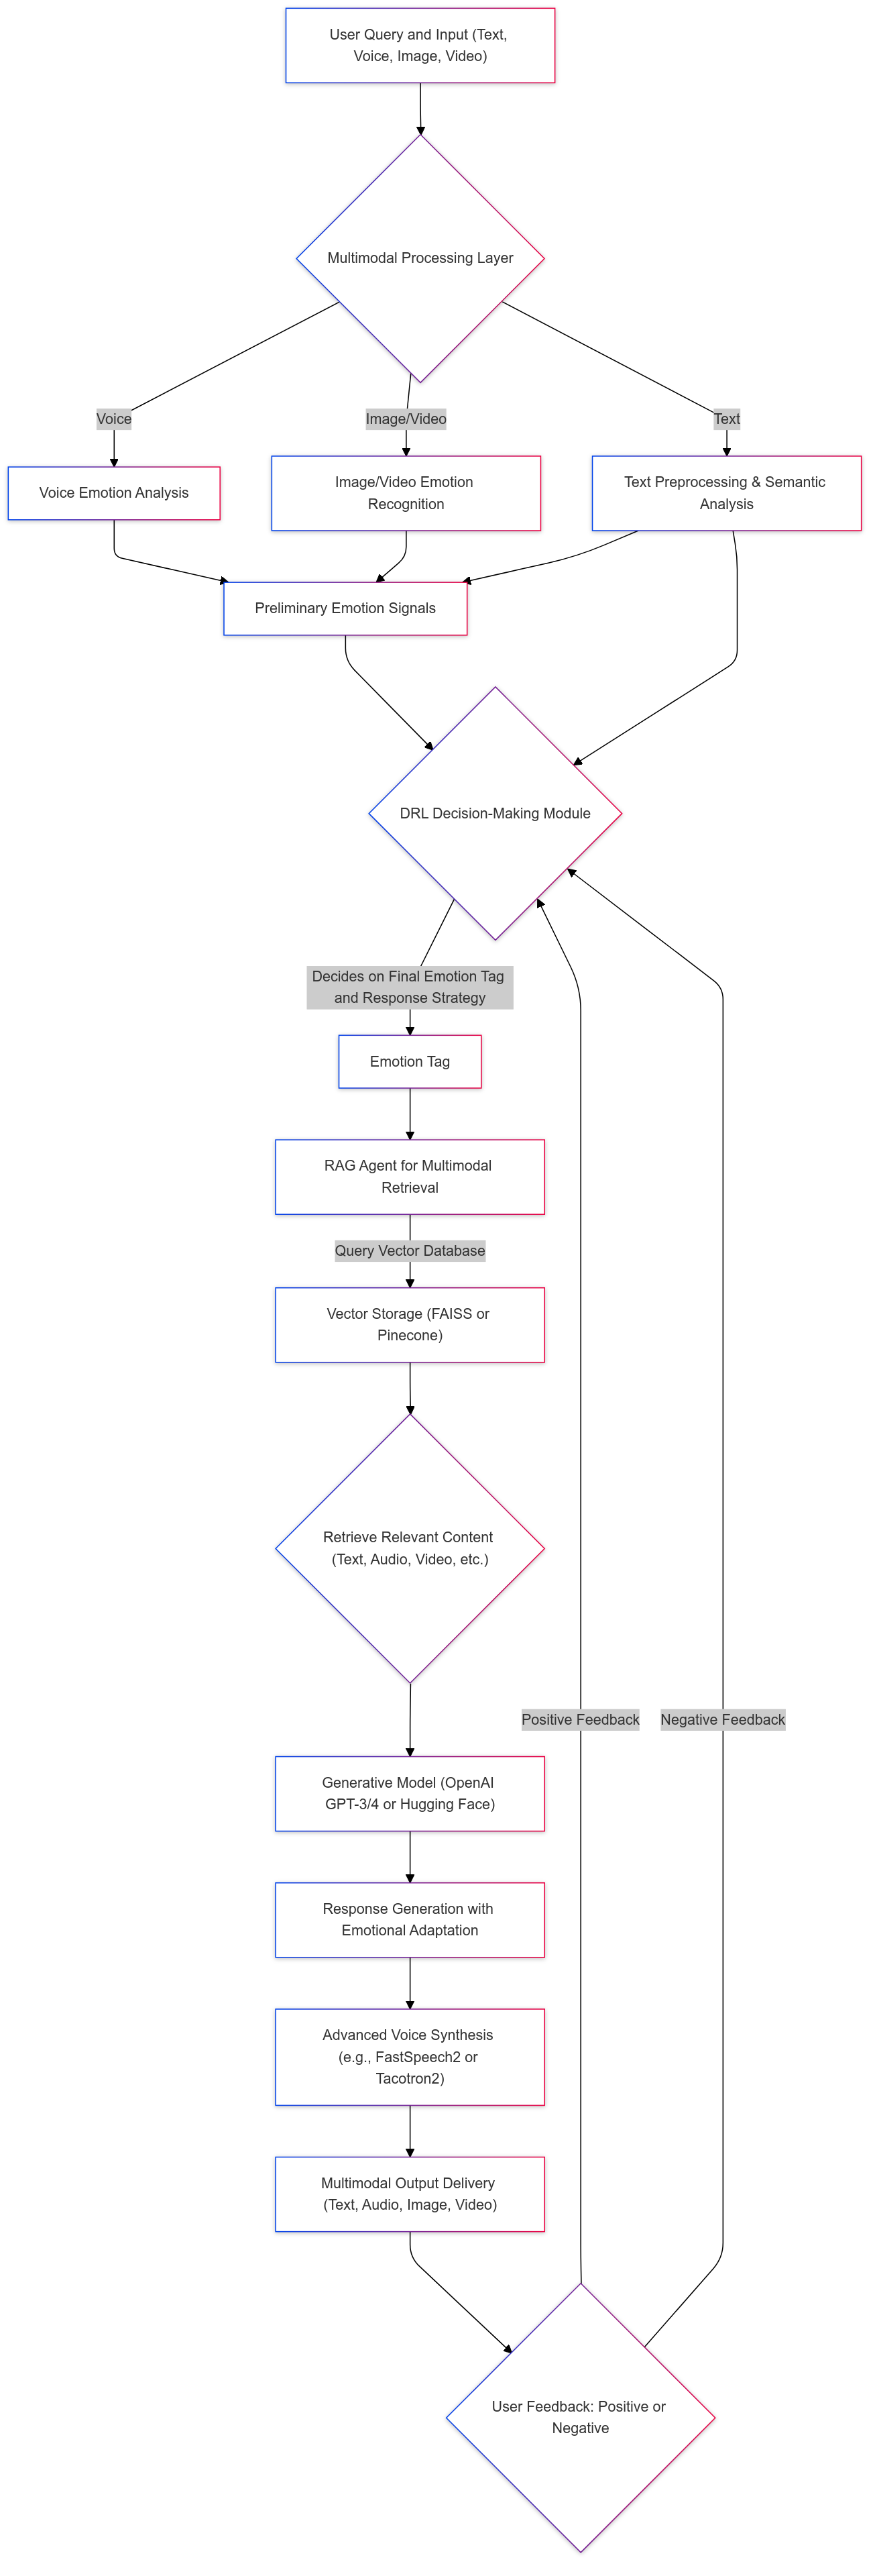 User Query and Input (Text,
Voice, Image, Video)
Multimodal Processing Layer
Voice
Image/Video
Text
Voice Emotion Analysis
Image/Video Emotion
Recognition
Text Preprocessing & Semantic
Analysis
Preliminary Emotion Signals
DRL Decision-Making Module
Decides on Final Emotion Tag
and Response Strategy
Emotion Tag
RAG Agent for Multimodal
Retrieval
Query Vector Database
Vector Storage (FAISS or
Pinecone)
Retrieve Relevant Content
(Text, Audio, Video, etc.)
Positive Feedback
Negative Feedback
Generative Model (OpenAI
GPT-3/4 or Hugging Face)
Response Generation with
Emotional Adaptation
Advanced Voice Synthesis
(e.g., FastSpeech2 or
Tacotron2)
Multimodal Output Delivery
(Text, Audio, Image, Video)
User Feedback: Positive or
Negative